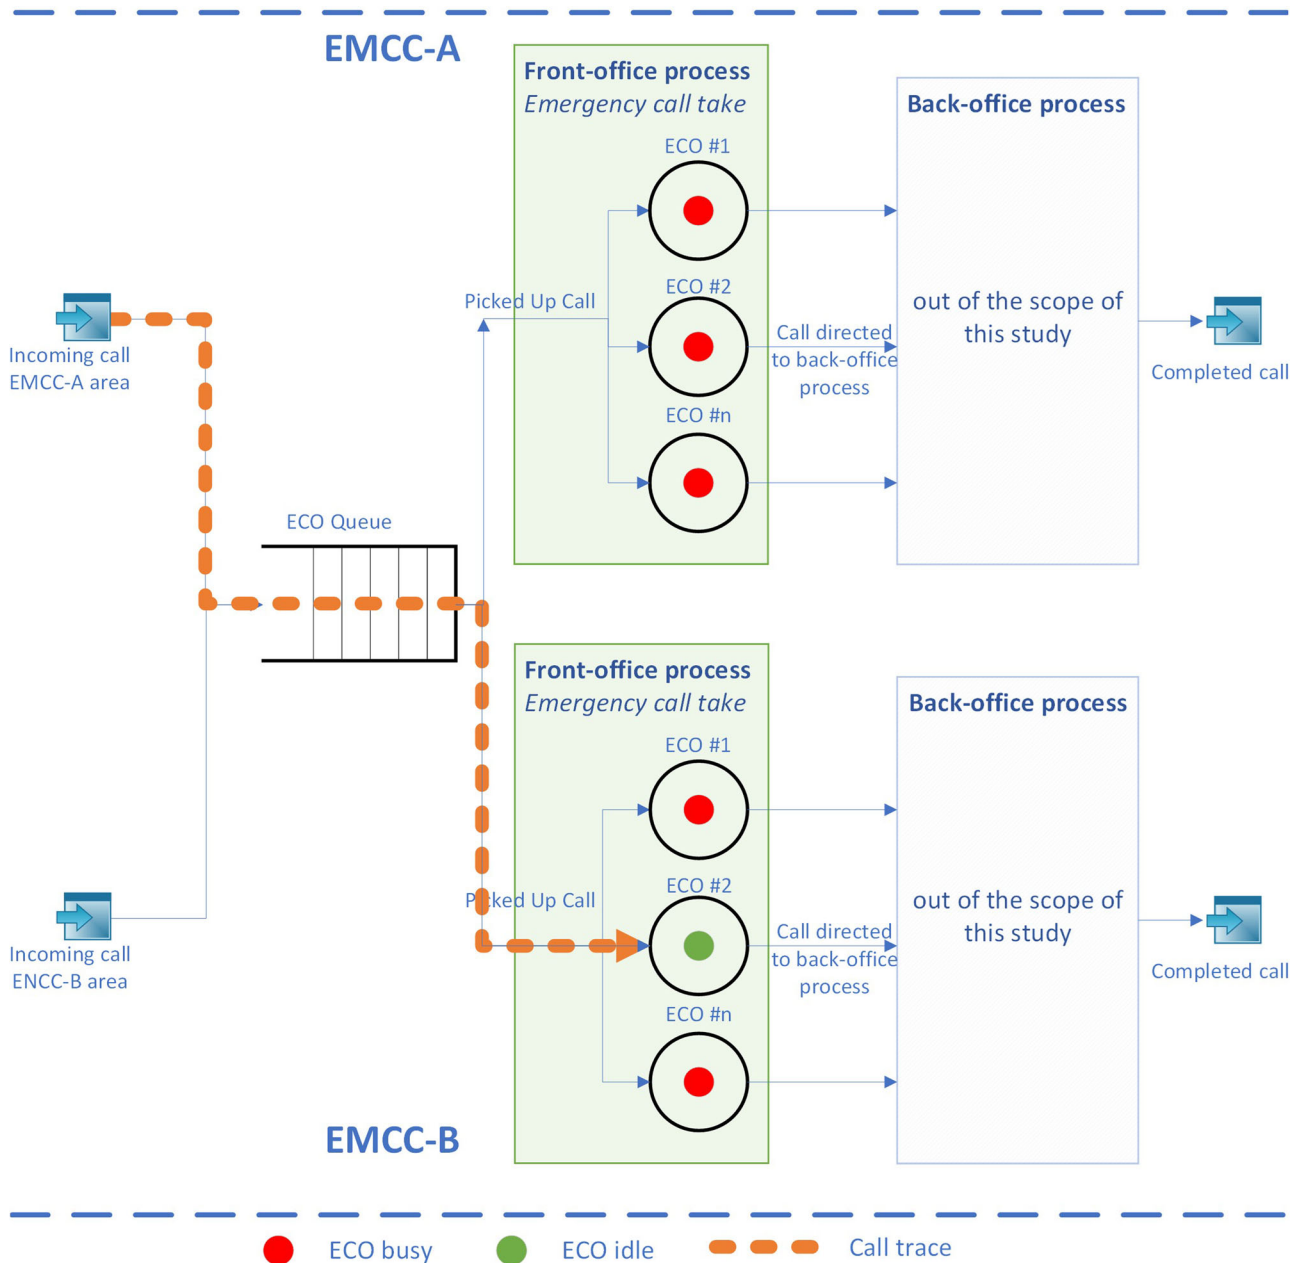 EMCC-A
Front-office process
Emergency call take
Back-office process
ECO #1
ECO #2
ECO #n
Picked Up Call
Call directed
to back-office
process
out of the scope of
this study
Completed call
Incoming call
EMCC-A area
ECO Queue
Front-office process
Emergency call take
Back-office process
ECO #1
ECO #2
ECO #n
Picked Up Call
Call directed
to back-office
process
out of the scope of
this study
Completed call
Incoming call
ENCC-B area
EMCC-B
ECO busy
ECO idle
Call trace